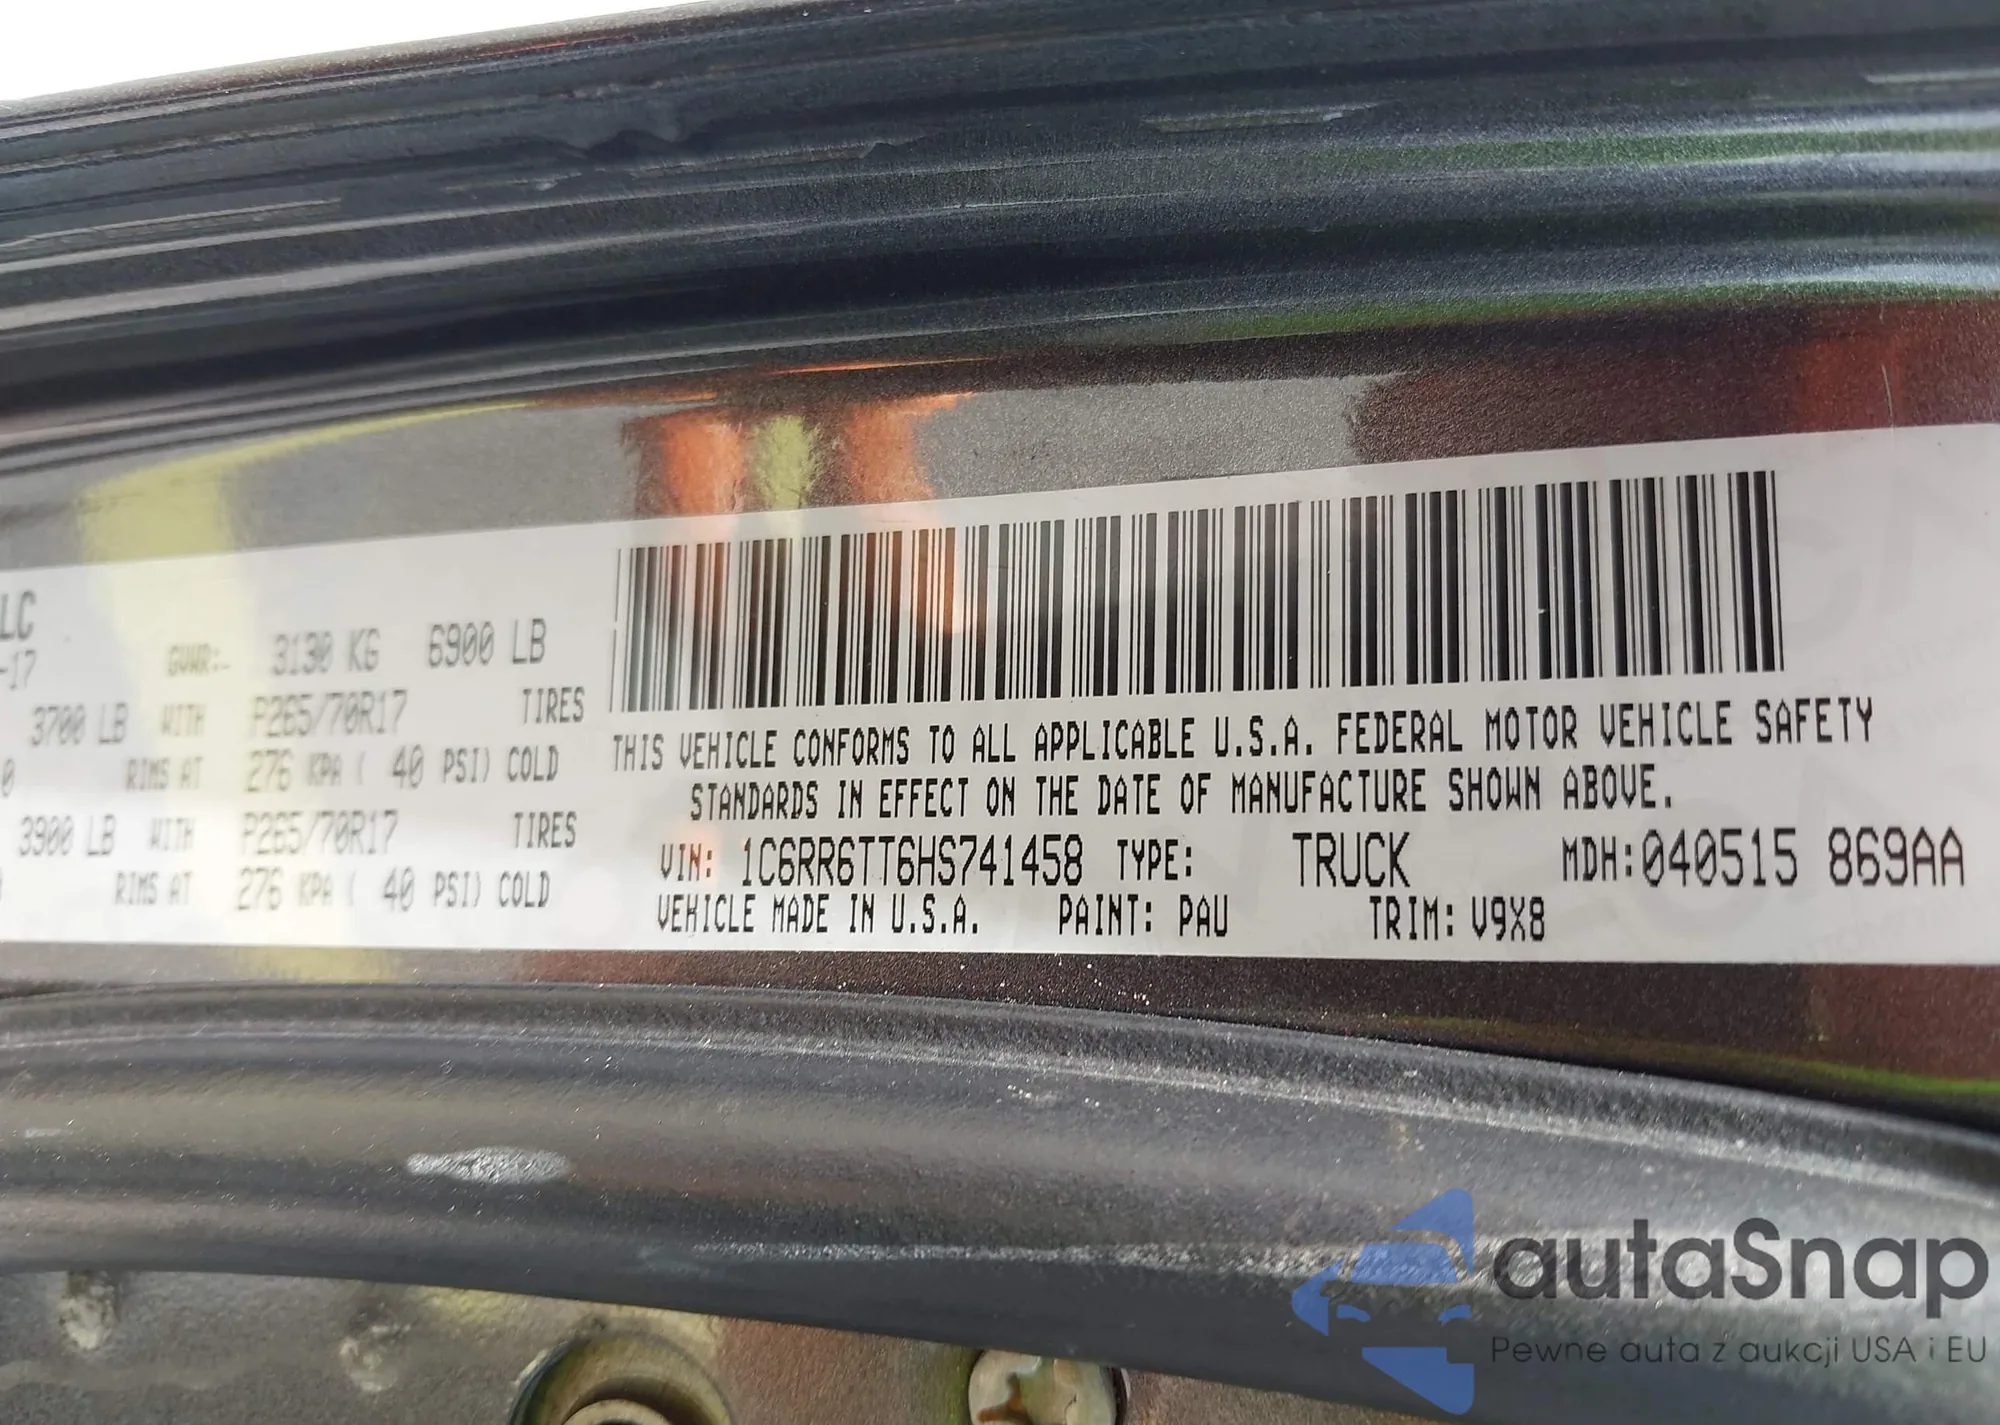 LC
-17
GVWR:- 3130 KG 6900 LB
3700 LB WITH P265/70R17 TIRES
0 RIMS AT 276 KPA ( 40 PSI) COLD
3900 LB WITH P265/70R17 TIRES
RIMS AT 276 KPA ( 40 PSI) COLD
THIS VEHICLE CONFORMS TO ALL APPLICABLE U.S.A. FEDERAL MOTOR VEHICLE SAFETY
STANDARDS IN EFFECT ON THE DATE OF MANUFACTURE SHOWN ABOVE.
VIN: 1C6RR6TT6HS741458 TYPE: TRUCK MDH:040515 869AA
VEHICLE MADE IN U.S.A. PAINT: PAU TRIM: V9X8
autaSnap
Pewne auta z aukcji USA i EU